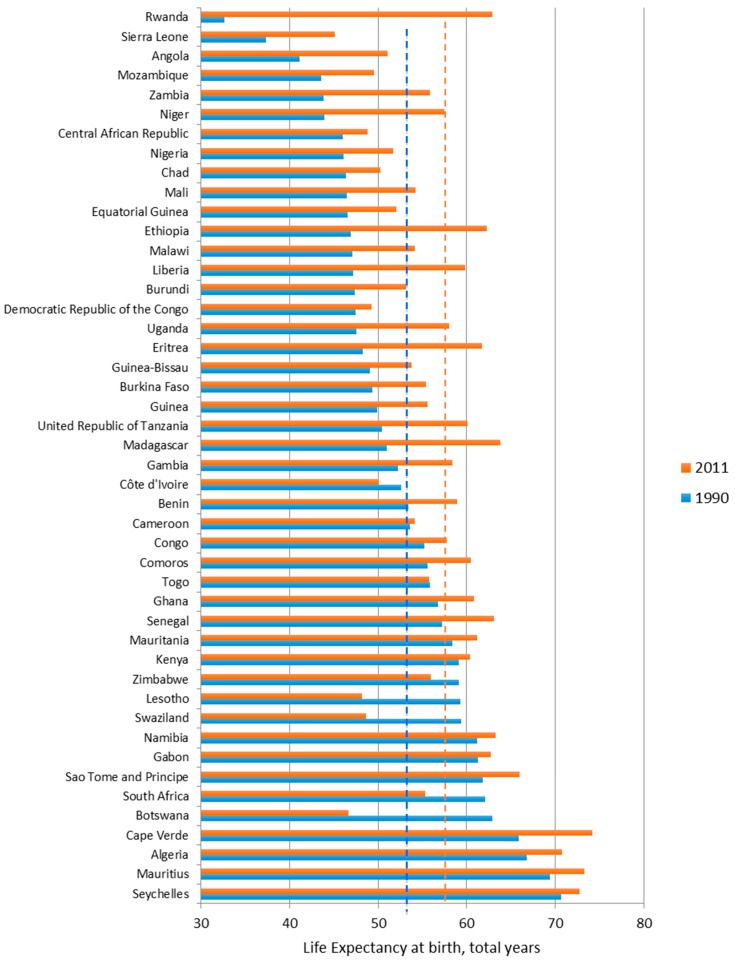 Rwanda
Sierra Leone
Angola
Mozambique
Zambia
Niger
Central African Republic
Nigeria
Chad
Mali
Equatorial Guinea
Ethiopia
Malawi
Liberia
Burundi
Democratic Republic of the Congo
Uganda
Eritrea
Guinea-Bissau
Burkina Faso
Guinea
United Republic of Tanzania
Madagascar
Gambia
Côte d'Ivoire
Benin
Cameroon
Congo
Comoros
Togo
Ghana
Senegal
Mauritania
Kenya
Zimbabwe
Lesotho
Swaziland
Namibia
Gabon
Sao Tome and Principe
South Africa
Botswana
Cape Verde
Algeria
Mauritius
Seychelles
2011
1990
30 40 50 60 70 80
Life Expectancy at birth, total years